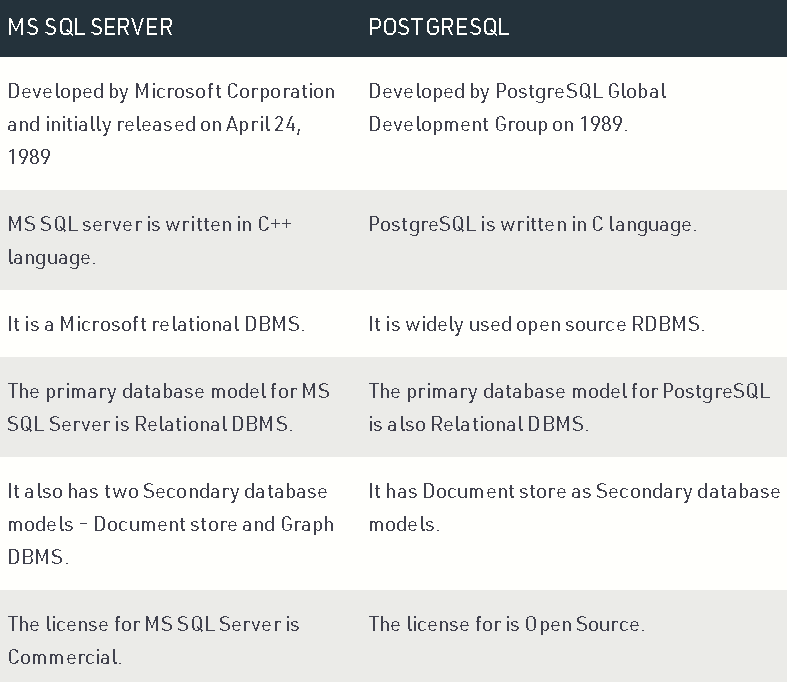 MS SQL SERVER POSTGRESQL
Developed by Microsoft Corporation
and initially released on April 24,
1989
Developed by PostgreSQL Global
Development Group on 1989.
MS SQL server is written in C++
language.
PostgreSQL is written in C language.
It is a Microsoft relational DBMS.
It is widely used open source RDBMS.
The primary database model for MS
SQL Server is Relational DBMS.
The primary database model for PostgreSQL
is also Relational DBMS.
It also has two Secondary database
models – Document store and Graph
DBMS.
It has Document store as Secondary database
models.
The license for MS SQL Server is
Commercial.
The license for is Open Source.